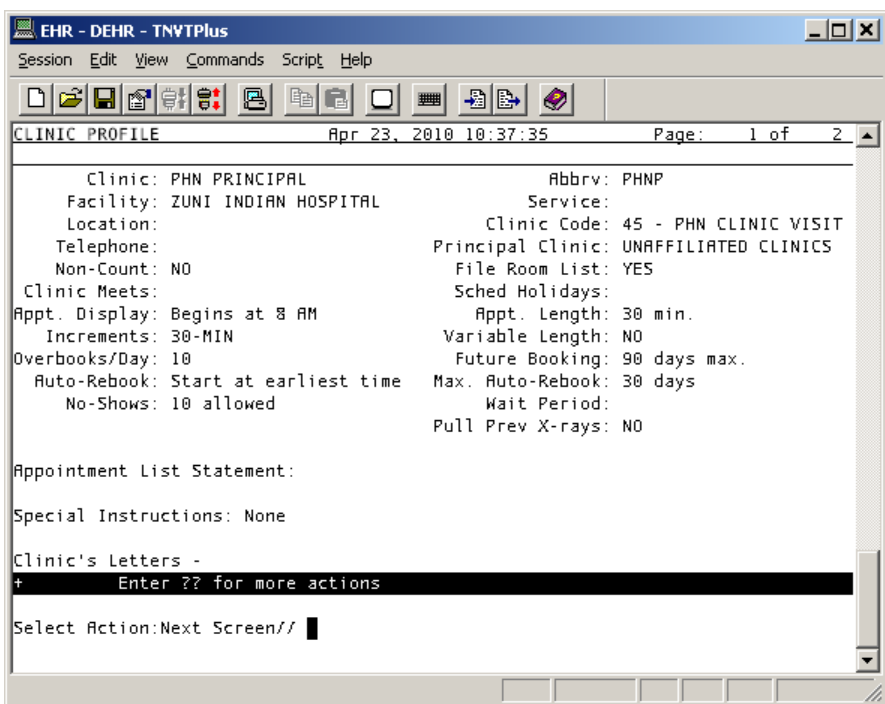 EHR - DEHR - TNVTPlus
Session Edit View Commands Script Help
CLINIC PROFILE Apr 23, 2010 10:37:35 Page: 1 of 2
Clinic: PHN PRINCIPAL Abbrv: PHNP
Facility: ZUNI INDIAN HOSPITAL Service:
Location: Clinic Code: 45 - PHN CLINIC VISIT
Telephone: Principal Clinic: UNAFFILIATED CLINICS
Non-Count: NO File Room List: YES
Clinic Meets: Sched Holidays:
Appt. Display: Begins at 8 AM Appt. Length: 30 min.
Increments: 30-MIN Variable Length: NO
Overbooks/Day: 10 Future Booking: 90 days max.
Auto-Rebook: Start at earliest time Max. Auto-Rebook: 30 days
No-Shows: 10 allowed Wait Period:
Pull Prev X-rays: NO
Appointment List Statement:
Special Instructions: None
Clinic's Letters -
+ Enter ?? for more actions
Select Action:Next Screen//